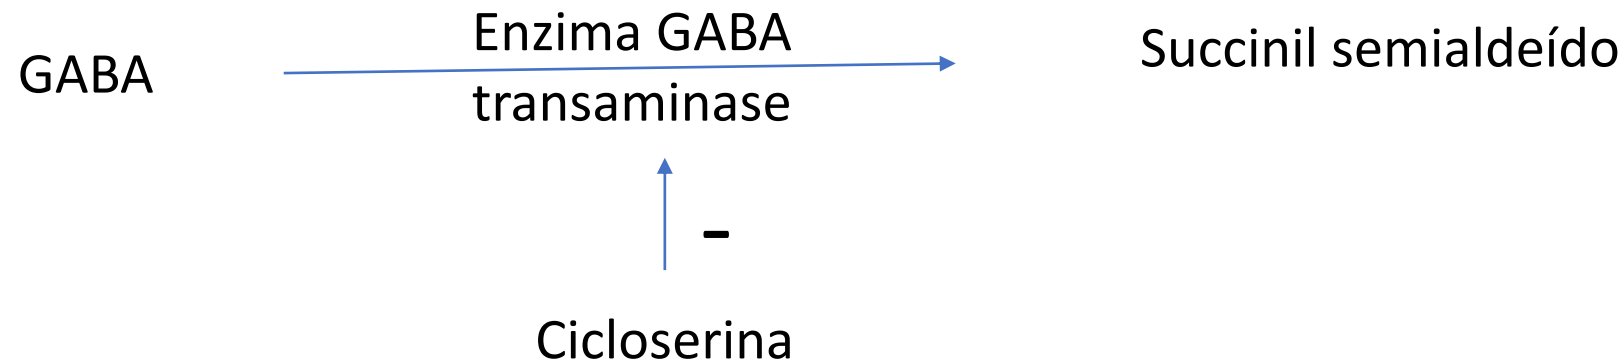 GABA
Enzima GABA
transaminase
Succinil semialdeído
-
Cicloserina